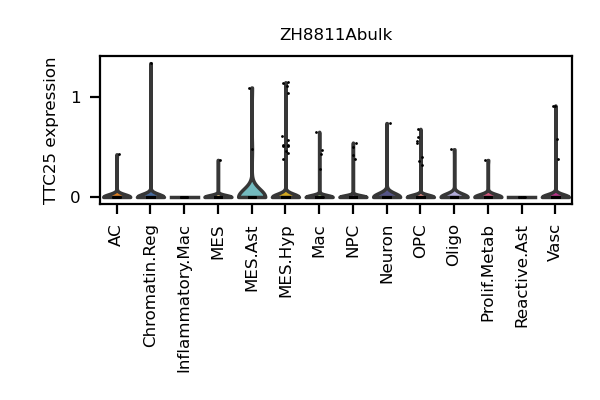 ZH8811Abulk
TTC25 expression
1
0
AC
Chromatin.Reg
Inflammatory.Mac
MES
MES.Ast
MES.Hyp
Mac
NPC
Neuron
OPC
Oligo
Prolif.Metab
Reactive.Ast
Vasc